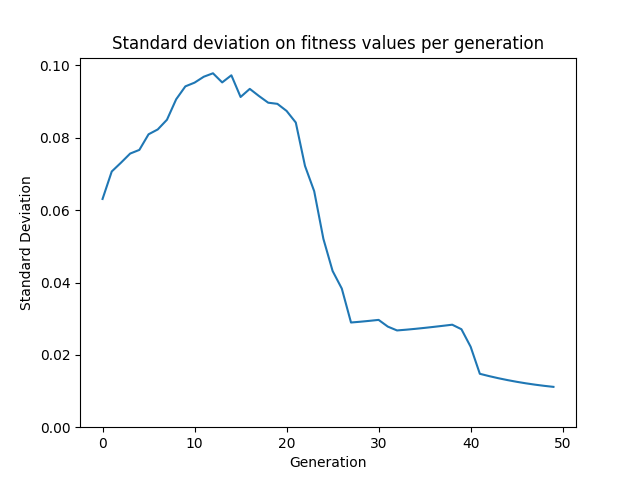 Standard deviation on fitness values per generation
0.10
0.08
0.06
0.04
0.02
0.00
Standard Deviation
0 10 20 30 40 50
Generation